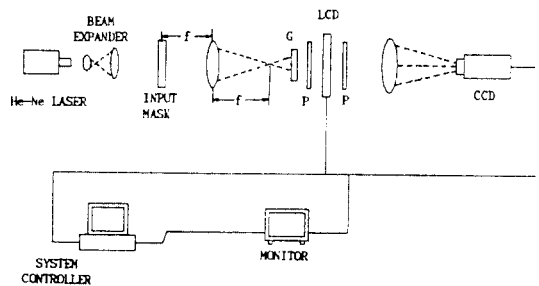 BEAM
EXPANDER
He-Ne LASER
f
INPUT
MASK
f
G
P
LCD
P
CCD
SYSTEM
CONTROLLER
MONITOR